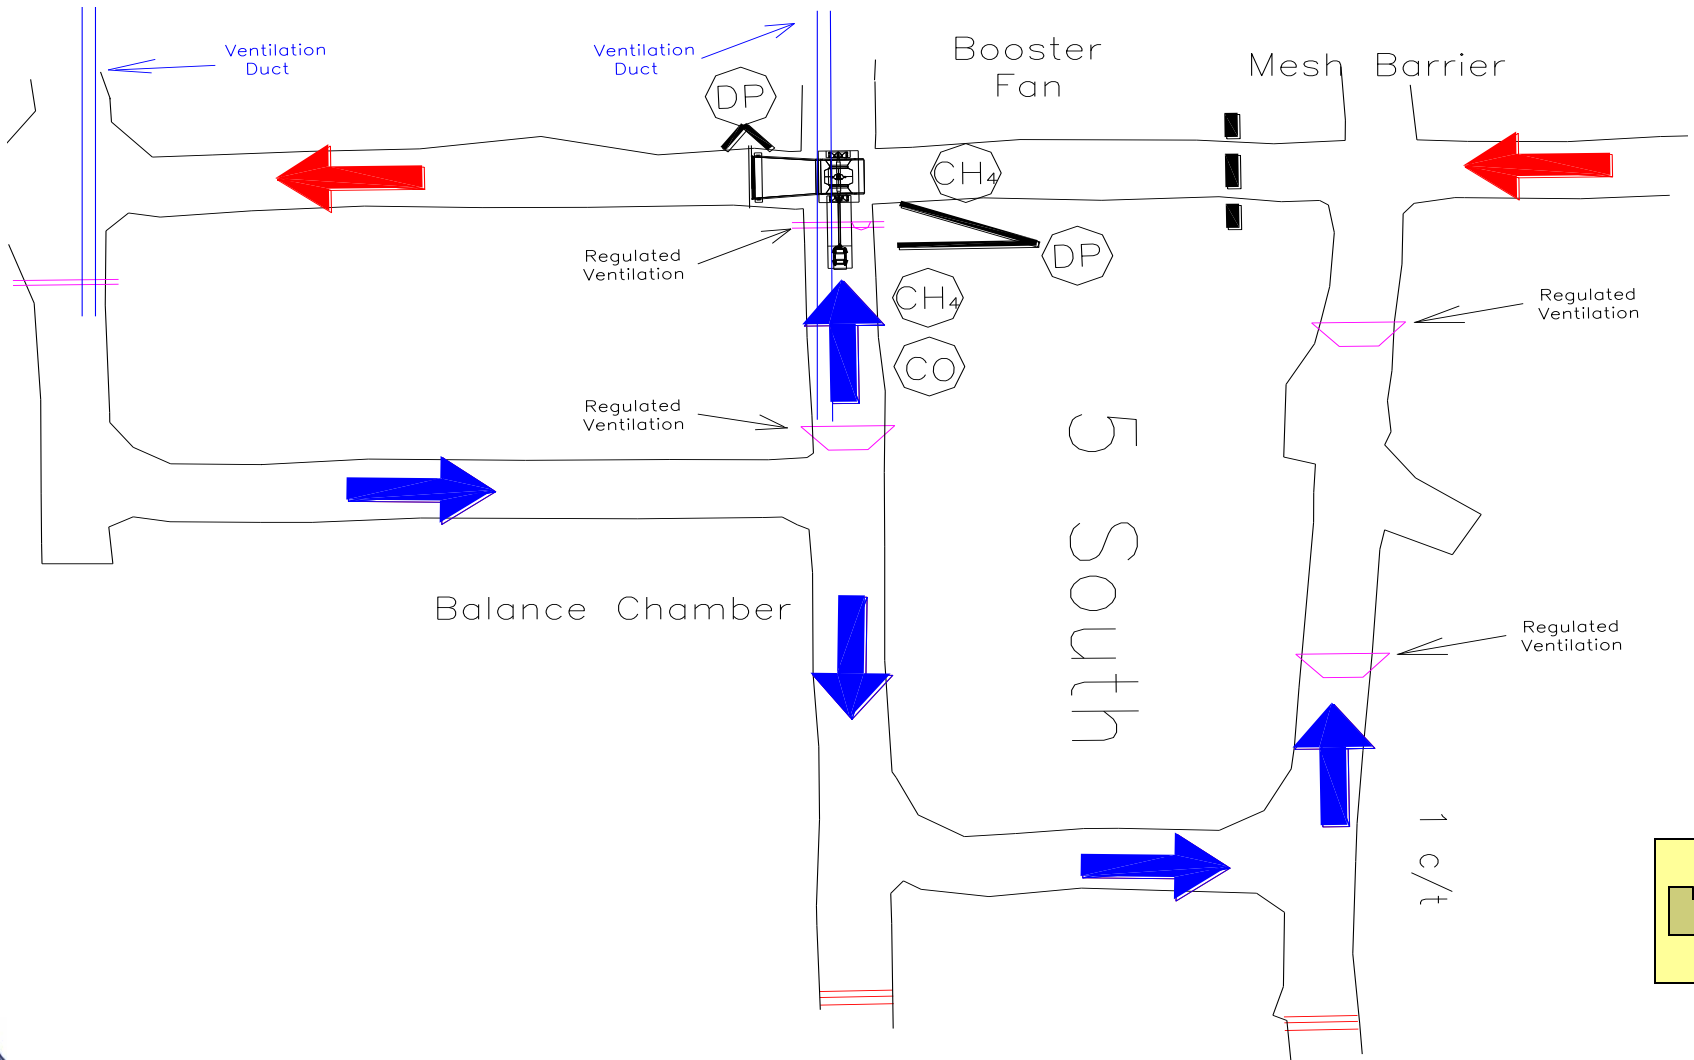 Ventilation
Duct
Ventilation
Duct
Booster
Fan
Mesh Barrier
DP
CH4
DP
Regulated
Ventilation
CH4
Regulated
Ventilation
CO
Regulated
Ventilation
5 South
Balance Chamber
Regulated
Ventilation
1 c/t